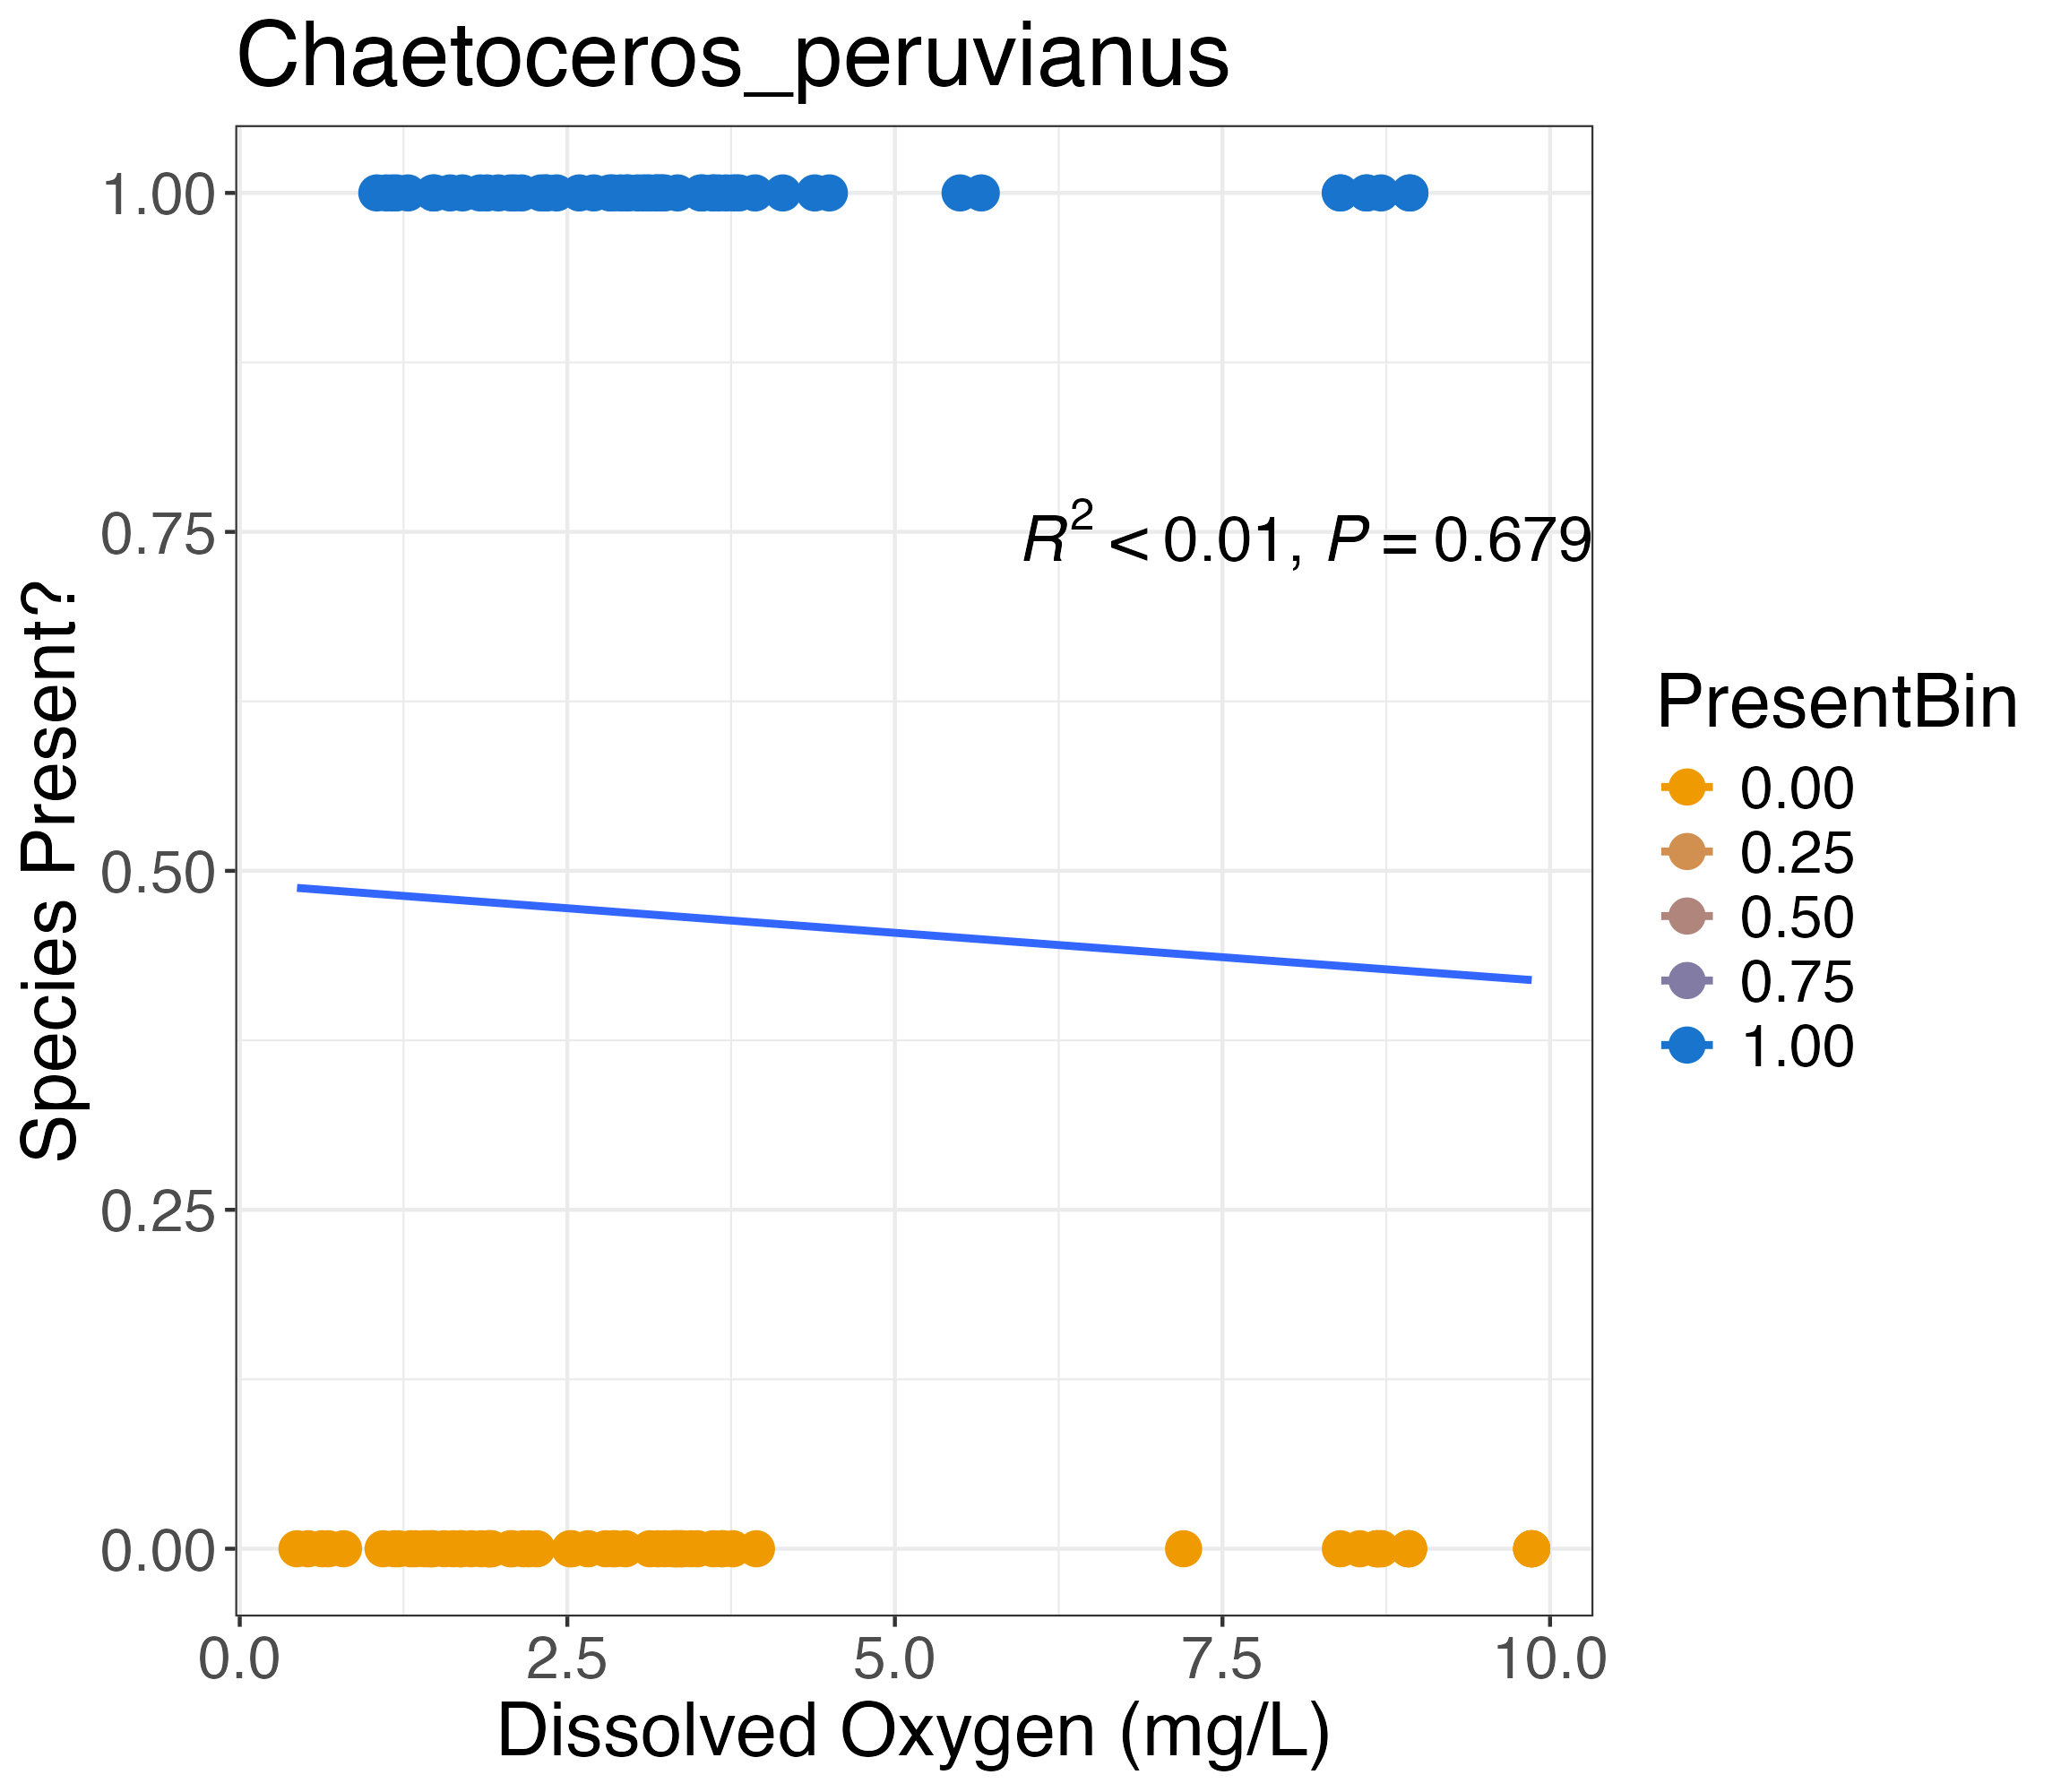 Chaetoceros_peruvianus
1.00
0.75
0.50
0.25
0.00
Species Present?
R² < 0.01, P = 0.679
0.0 2.5 5.0 7.5 10.0
Dissolved Oxygen (mg/L)
PresentBin
0.00
0.25
0.50
0.75
1.00